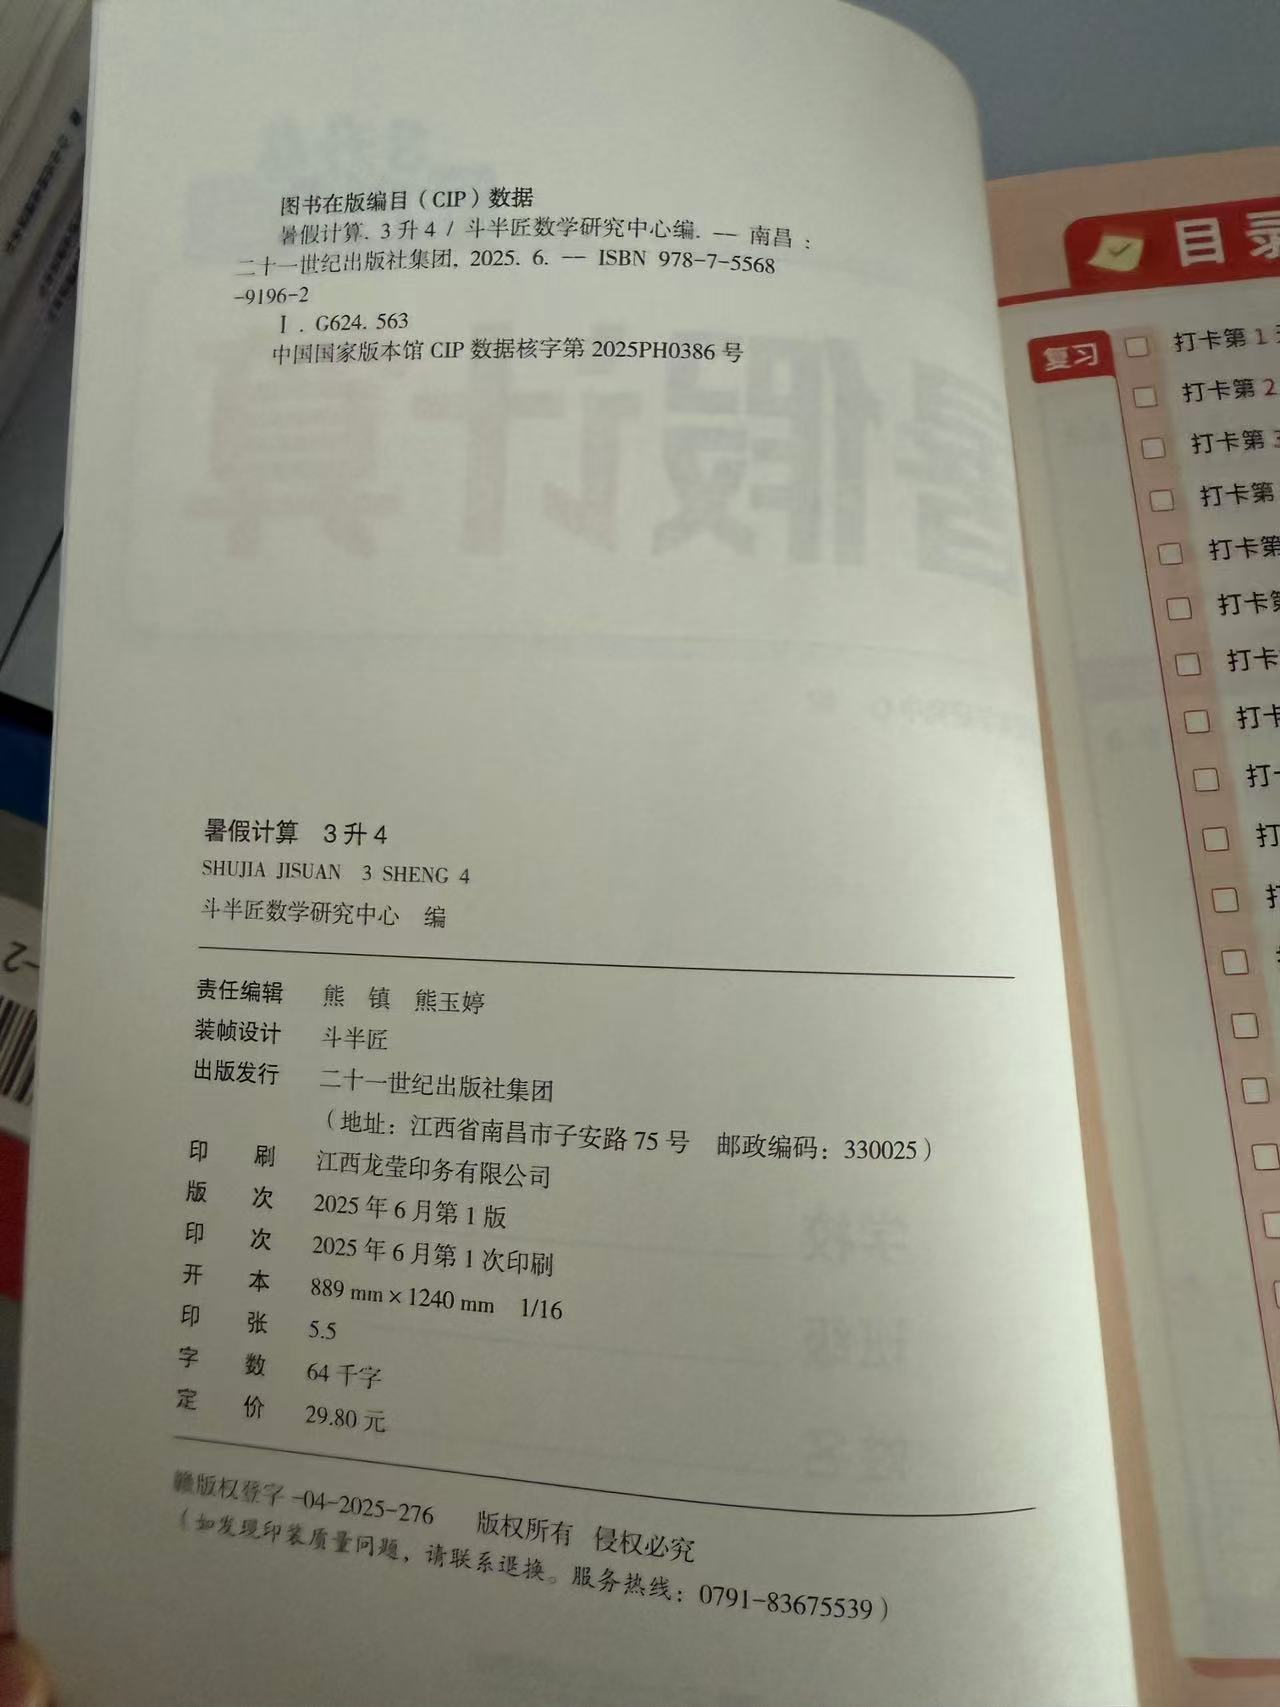 图书在版编目（CIP）数据
暑假计算. 3 升 4 / 斗半匠数学研究中心编. -- 南昌：
二十一世纪出版社集团, 2025. 6. -- ISBN 978-7-5568
-9196-2
Ⅰ. G624. 563
中国国家版本馆 CIP 数据核字第 2025PH0386 号
暑假计算 3 升 4
SHUJIA JISUAN 3 SHENG 4
斗半匠数学研究中心 编
责任编辑 熊 镇 熊玉婷
装帧设计 斗半匠
出版发行 二十一世纪出版社集团
（地址：江西省南昌市子安路 75 号 邮政编码：330025）
印 刷 江西龙莹印务有限公司
版 次 2025 年 6 月第 1 版
印 次 2025 年 6 月第 1 次印刷
开 本 889 mm × 1240 mm 1/16
印 张 5.5
字 数 64 千字
定 价 29.80 元
赣版权登字 -04-2025-276 版权所有 侵权必究
（如发现印装质量问题，请联系退换。服务热线：0791-83675539）
目录
复习
打卡第 1
打卡第 2
打卡第 3
打卡第
打卡第
打卡第
打卡
打卡
打
打